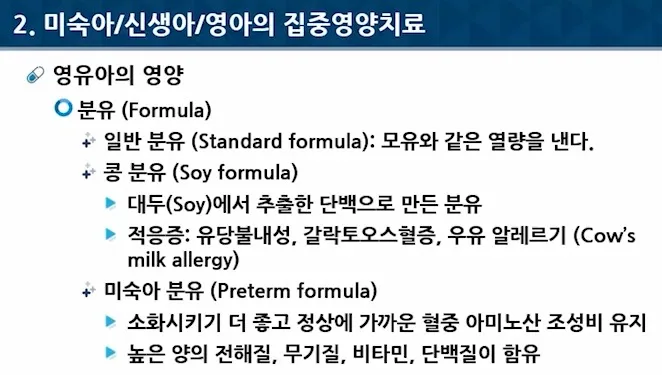 2. 미숙아/신생아/영아의 집중영양치료
영유아의 영양
분유 (Formula)
일반 분유 (Standard formula): 모유와 같은 열량을 낸다.
콩 분유 (Soy formula)
대두(Soy)에서 추출한 단백으로 만든 분유
적응증: 유당불내성, 갈락토오스혈증, 우유 알레르기 (Cow's
milk allergy)
미숙아 분유 (Preterm formula)
소화시키기 더 좋고 정상에 가까운 혈중 아미노산 조성비 유지
높은 양의 전해질, 무기질, 비타민, 단백질이 함유